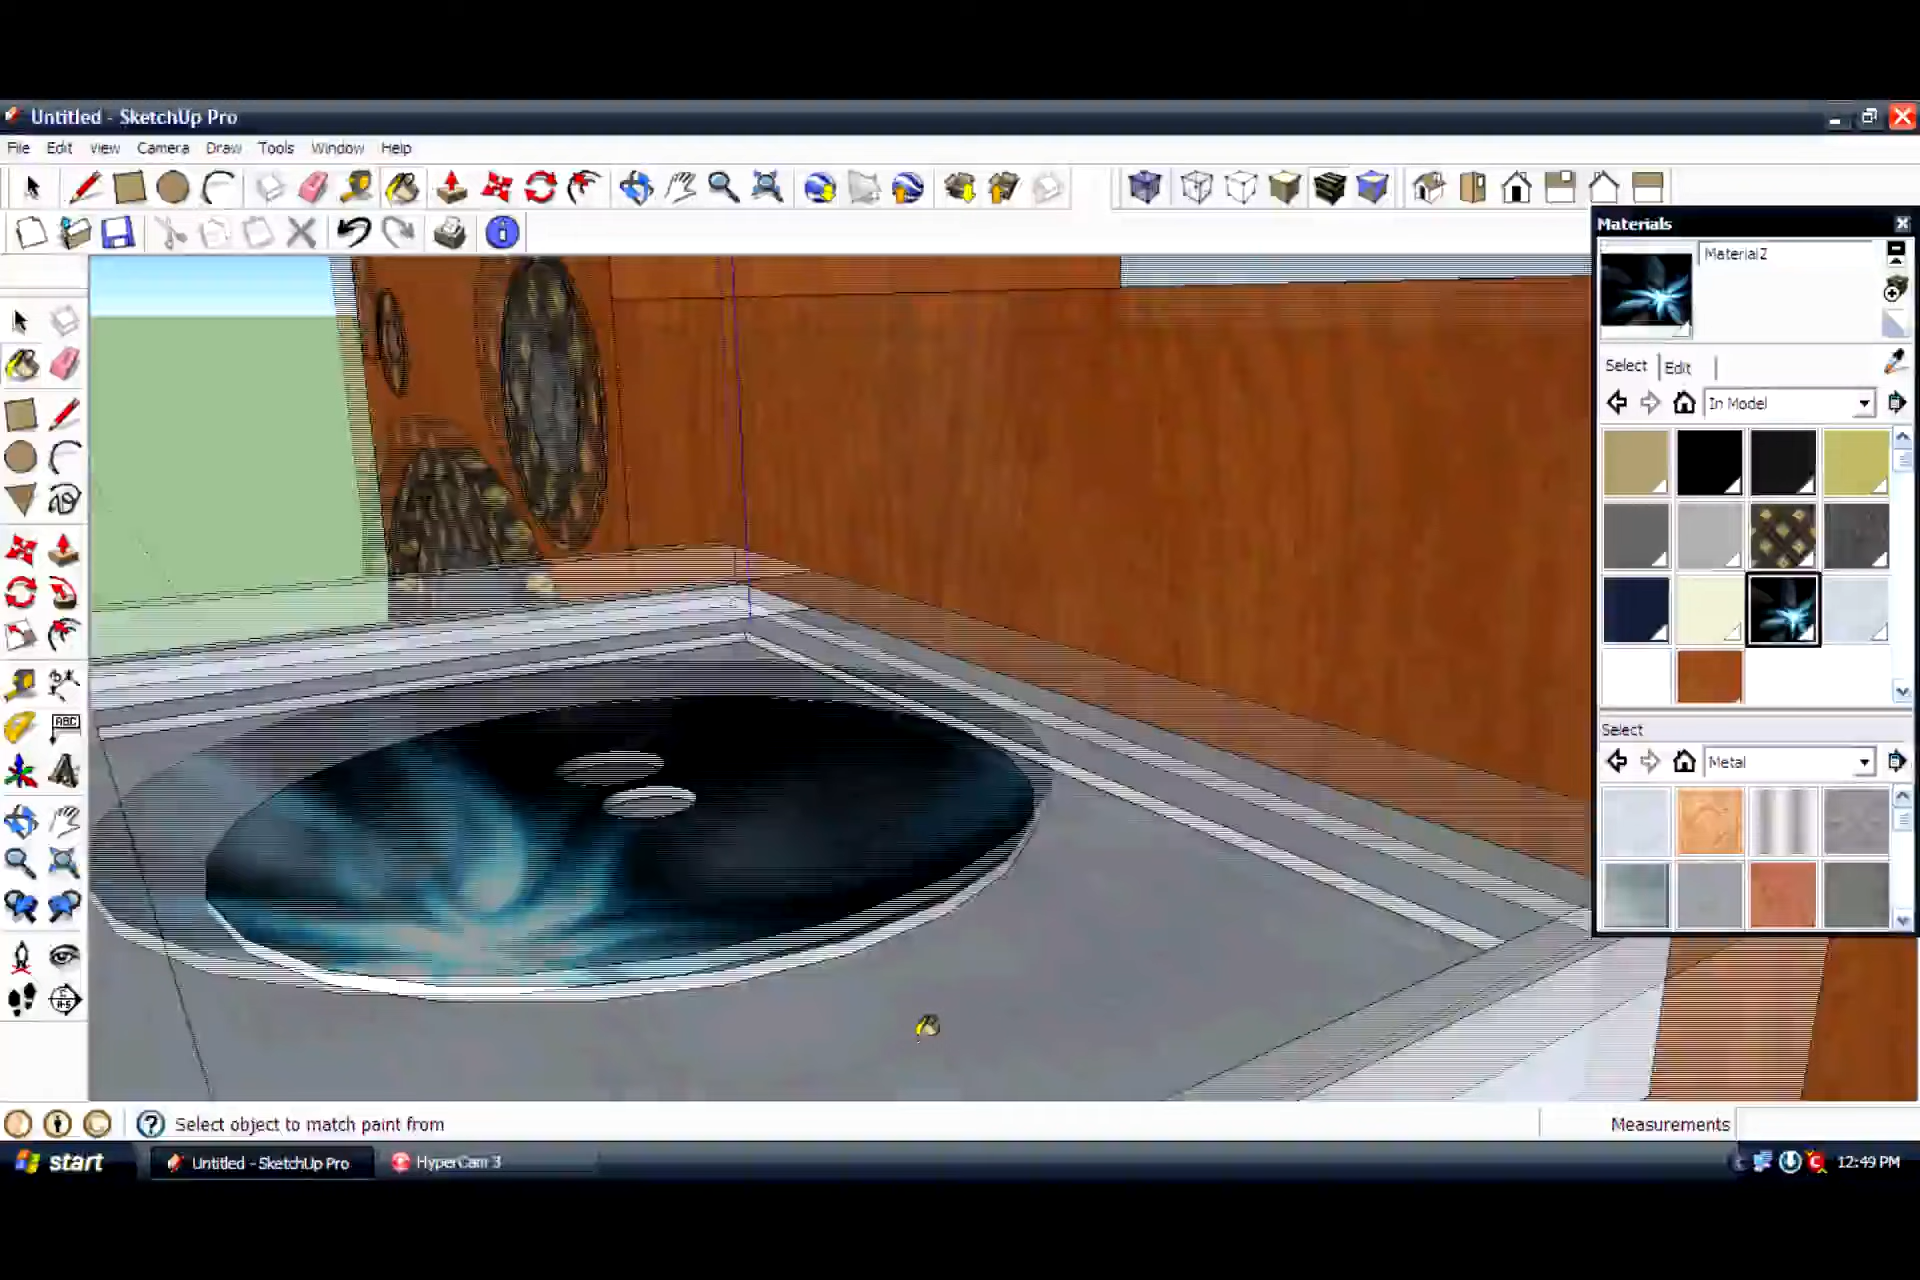 Untitled - SketchUp Pro
File Edit View Camera Draw Tools Window Help
Materials
Material2
Select Edit
In Model
ABC
Select
Metal
Select object to match paint from
Measurements
start Untitled - SketchUp Pro HyperCam 3 12:49 PM